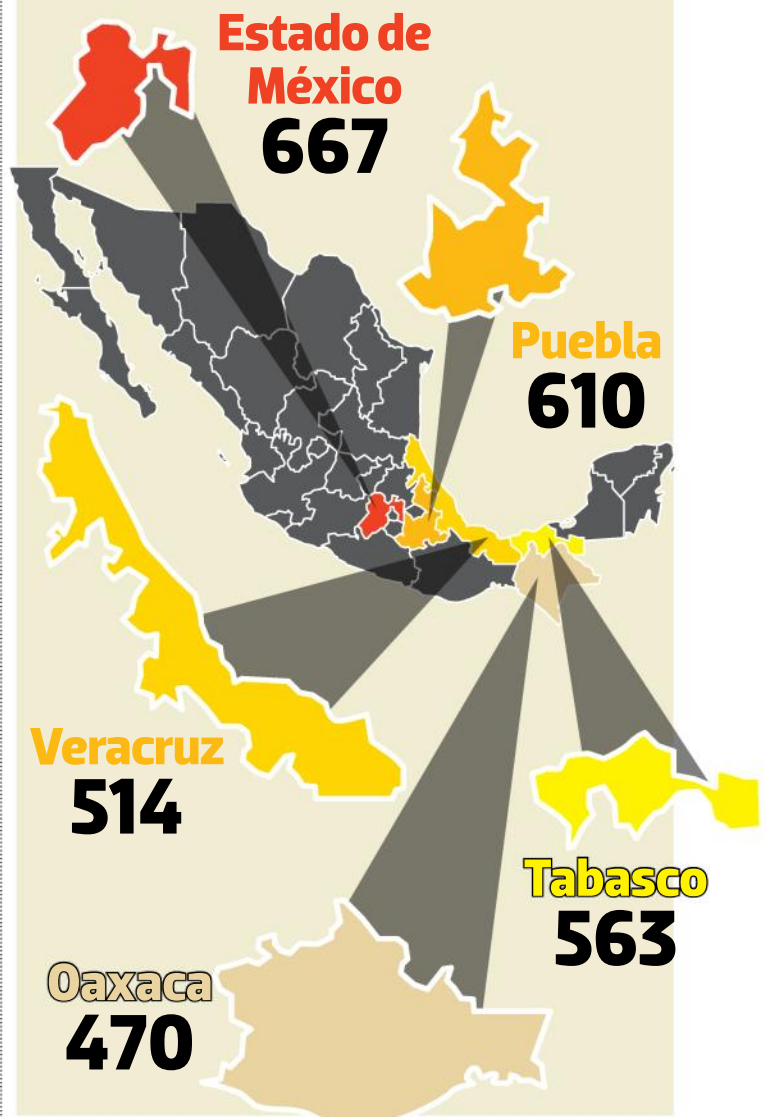 Estado de
México
667
Puebla
610
Veracruz
514
Tabasco
563
Oaxaca
470